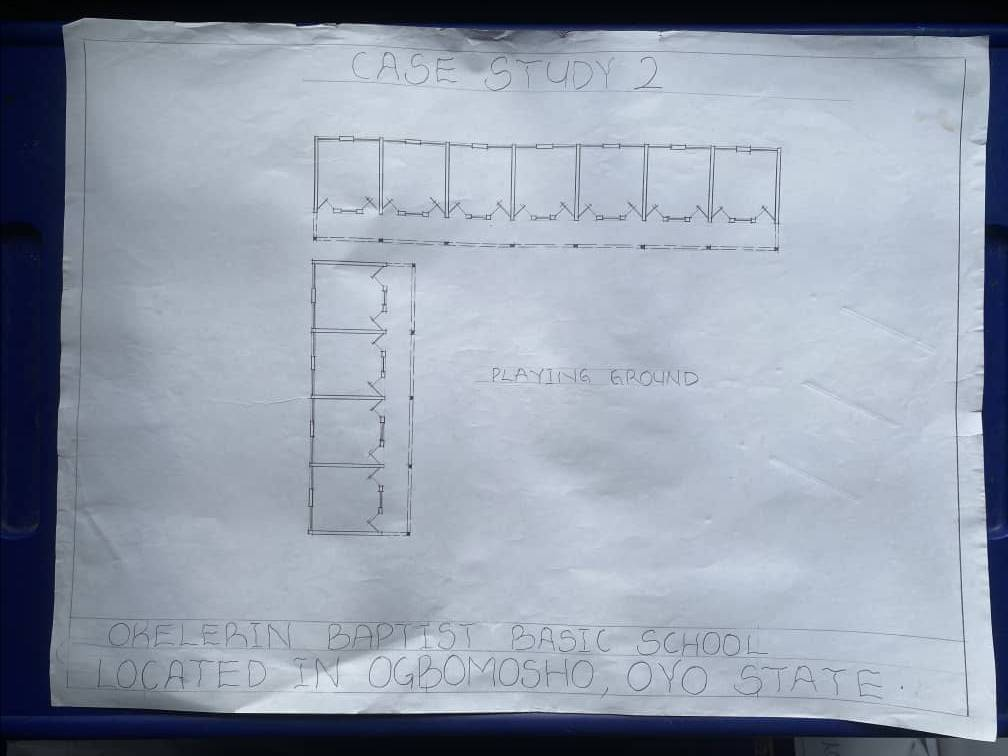 CASE STUDY 2
PLAYING GROUND
OKELERIN BAPTIST BASIC SCHOOL
LOCATED IN OGBOMOSHO, OYO STATE.